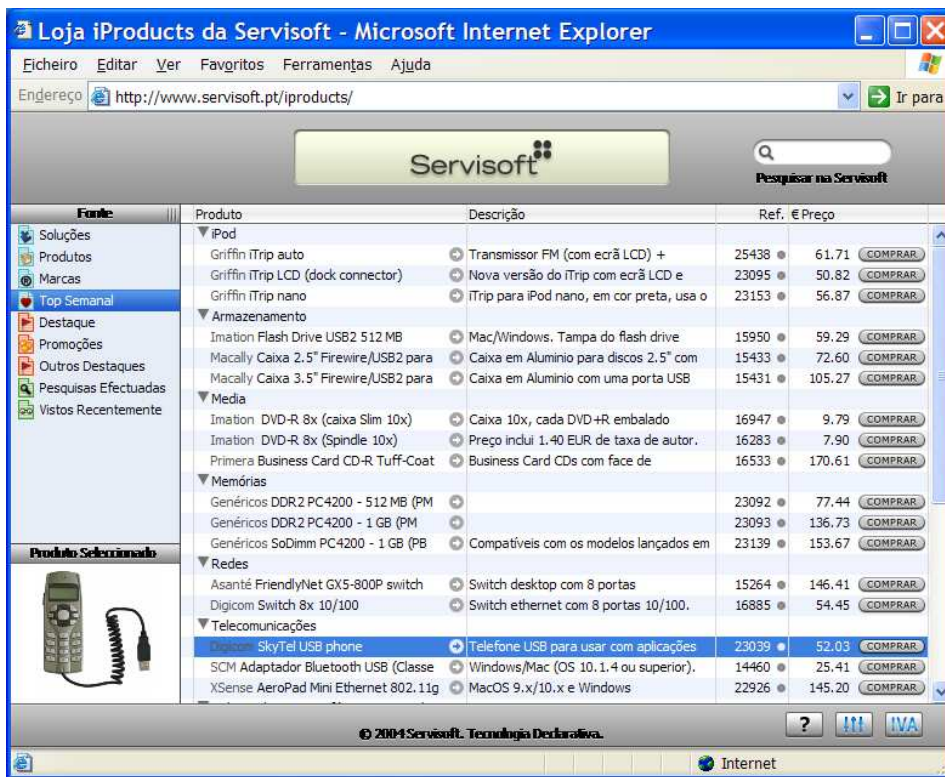 Loja iProducts da Servisoft - Microsoft Internet Explorer
Ficheiro Editar Ver Favoritos Ferramentas Ajuda
Endereço http://www.servisoft.pt/iproducts/ Ir para
Servisoft
Pesquisar na Servisoft
Fonte
Soluções
Produtos
Marcas
Top Semanal
Destaque
Promoções
Outros Destaques
Pesquisas Efectuadas
Vistos Recentemente
Produto Seleccionado
Produto Descrição Ref. € Preço
iPod
Griffin iTrip auto Transmissor FM (com ecrã LCD) + 25438 61.71 COMPRAR
Griffin iTrip LCD (dock connector) Nova versão do iTrip com ecrã LCD e 23095 50.82 COMPRAR
Griffin iTrip nano iTrip para iPod nano, em cor preta, usa o 23153 56.87 COMPRAR
Armazenamento
Imation Flash Drive USB2 512 MB Mac/Windows. Tampa do flash drive 15950 59.29 COMPRAR
Macally Caixa 2.5" Firewire/USB2 para Caixa em Aluminio para discos 2.5" com 15433 72.60 COMPRAR
Macally Caixa 3.5" Firewire/USB2 para Caixa em Aluminio com uma porta USB 15431 105.27 COMPRAR
Media
Imation DVD-R 8x (caixa Slim 10x) Caixa 10x, cada DVD+R embalado 16947 9.79 COMPRAR
Imation DVD-R 8x (Spindle 10x) Preço inclui 1.40 EUR de taxa de autor. 16283 7.90 COMPRAR
Primera Business Card CD-R Tuff-Coat Business Card CDs com face de 16533 170.61 COMPRAR
Memórias
Genéricos DDR2 PC4200 - 512 MB (PM 23092 77.44 COMPRAR
Genéricos DDR2 PC4200 - 1 GB (PM 23093 136.73 COMPRAR
Genéricos SoDimm PC4200 - 1 GB (PB Compatíveis com os modelos lançados em 23139 153.67 COMPRAR
Redes
Asanté FriendlyNet GX5-800P switch Switch desktop com 8 portas 15264 146.41 COMPRAR
Digicom Switch 8x 10/100 Switch ethernet com 8 portas 10/100. 16885 54.45 COMPRAR
Telecomunicações
Digicom SkyTel USB phone Telefone USB para usar com aplicações 23039 52.03 COMPRAR
SCM Adaptador Bluetooth USB (Classe Windows/Mac (OS 10.1.4 ou superior). 14460 25.41 COMPRAR
XSense AeroPad Mini Ethernet 802.11g MacOS 9.x/10.x e Windows 22926 145.20 COMPRAR
© 2004 Servisoft. Tecnologia Declarativa.
? IVA
Internet